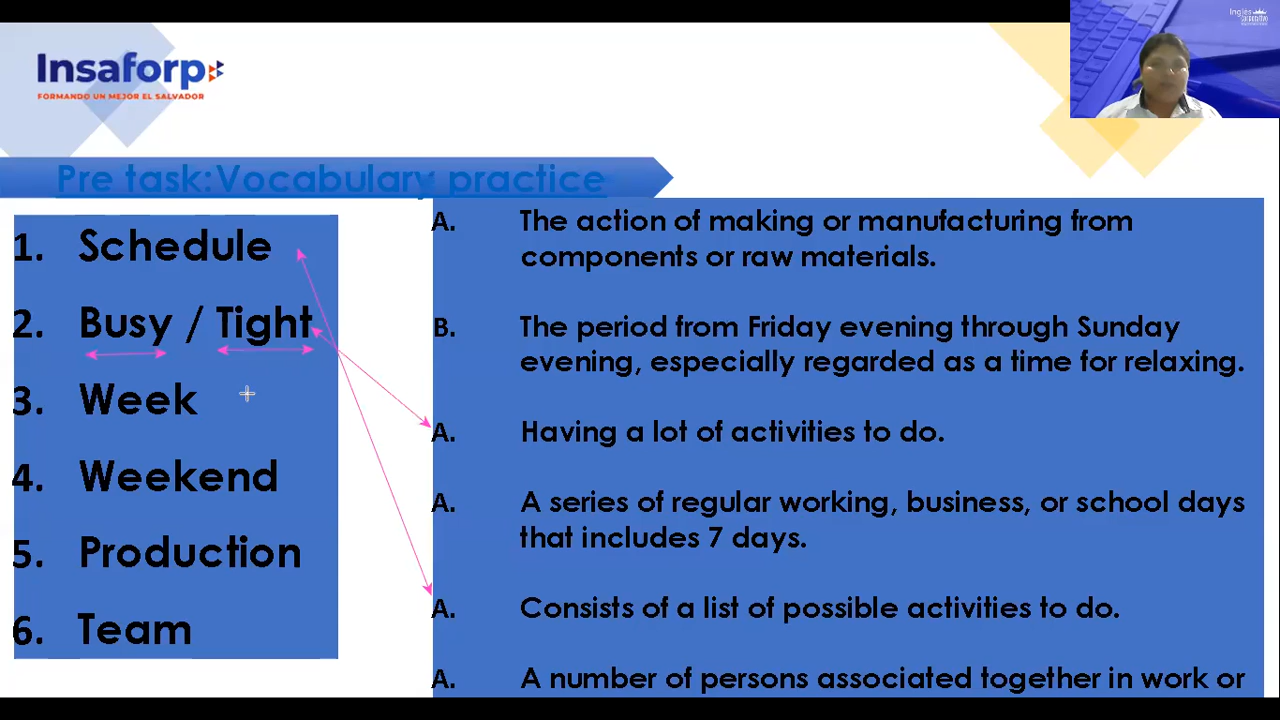 Insaforp
FORMANDO UN MEJOR EL SALVADOR
Ingles
Pre task:Vocabulary practice
1. Schedule
2. Busy / Tight
3. Week
4. Weekend
5. Production
6. Team
A. The action of making or manufacturing from
components or raw materials.
B. The period from Friday evening through Sunday
evening, especially regarded as a time for relaxing.
A. Having a lot of activities to do.
A. A series of regular working, business, or school days
that includes 7 days.
A. Consists of a list of possible activities to do.
A. A number of persons associated together in work or